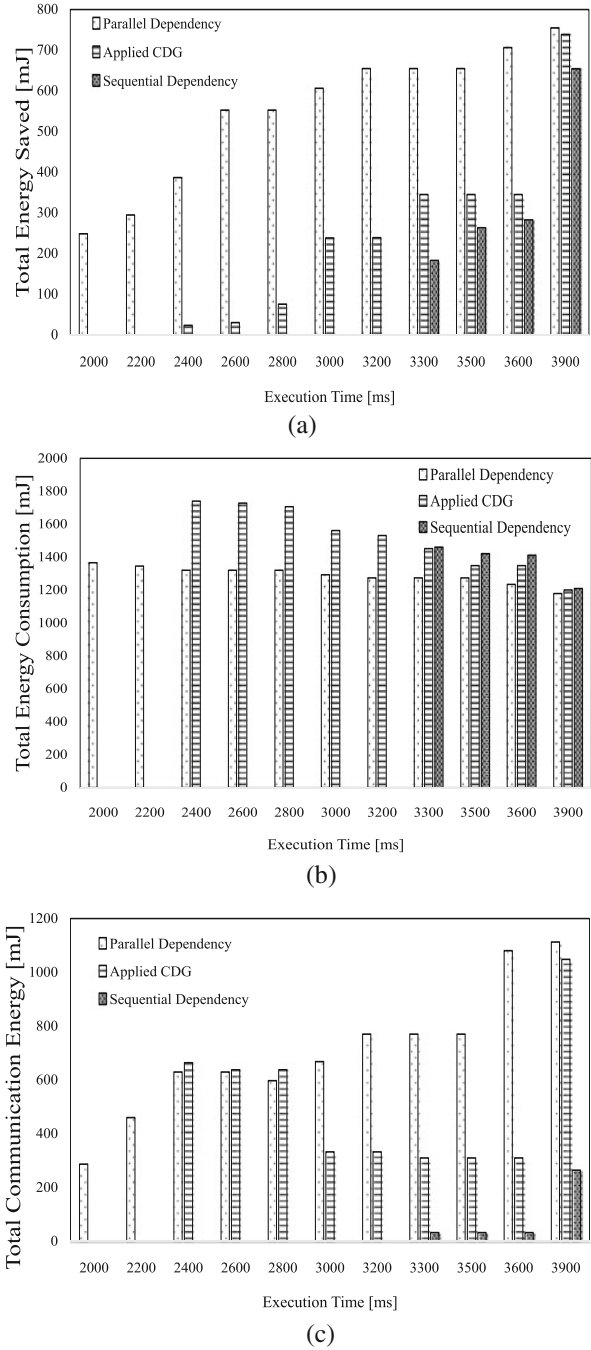 Total Energy Saved [mJ]
800
700
600
500
400
300
200
100
0
Parallel Dependency
Applied CDG
Sequential Dependency
2000 2200 2400 2600 2800 3000 3200 3300 3500 3600 3900
Execution Time [ms]
(a)
Total Energy Consumption [mJ]
2000
1800
1600
1400
1200
1000
800
600
400
200
0
Parallel Dependency
Applied CDG
Sequential Dependency
2000 2200 2400 2600 2800 3000 3200 3300 3500 3600 3900
Execution Time [ms]
(b)
Total Communication Energy [mJ]
1200
1000
800
600
400
200
0
Parallel Dependency
Applied CDG
Sequential Dependency
2000 2200 2400 2600 2800 3000 3200 3300 3500 3600 3900
Execution Time [ms]
(c)